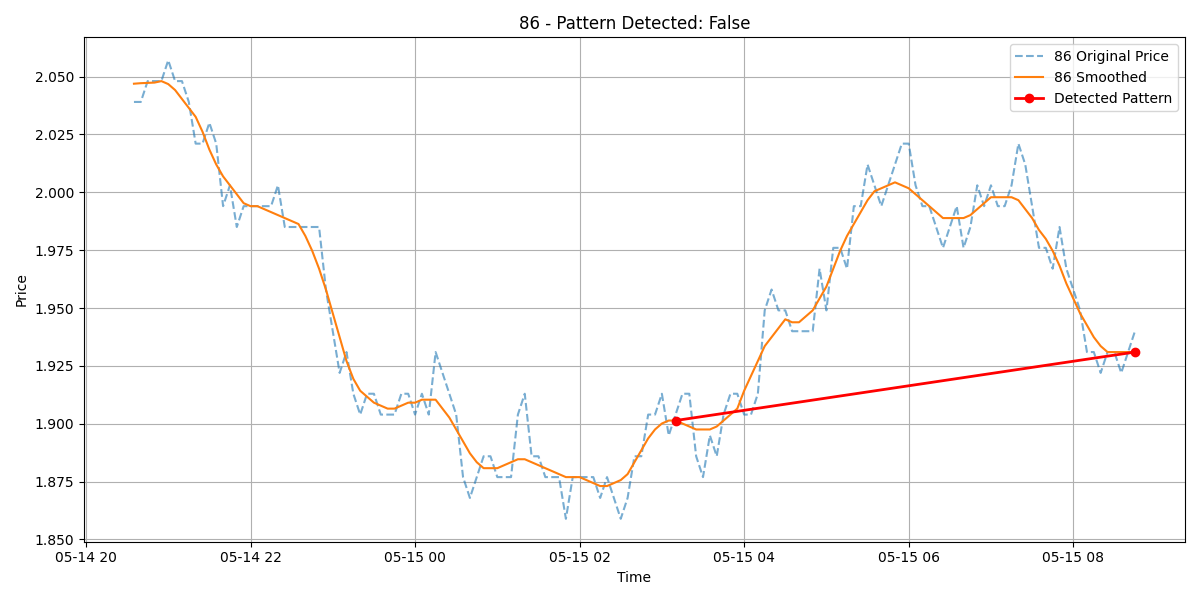 86 - Pattern Detected: False
86 Original Price
86 Smoothed
Detected Pattern
Price
2.050
2.025
2.000
1.975
1.950
1.925
1.900
1.875
1.850
05-14 20 05-14 22 05-15 00 05-15 02 05-15 04 05-15 06 05-15 08
Time